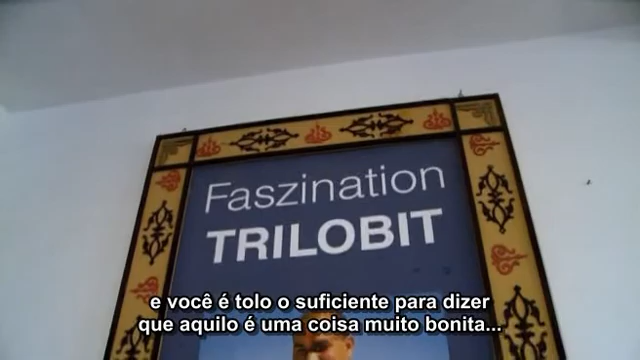 Faszination
TRILOBIT
e você é tolo o suficiente para dizer
que aquilo é uma coisa muito bonita...